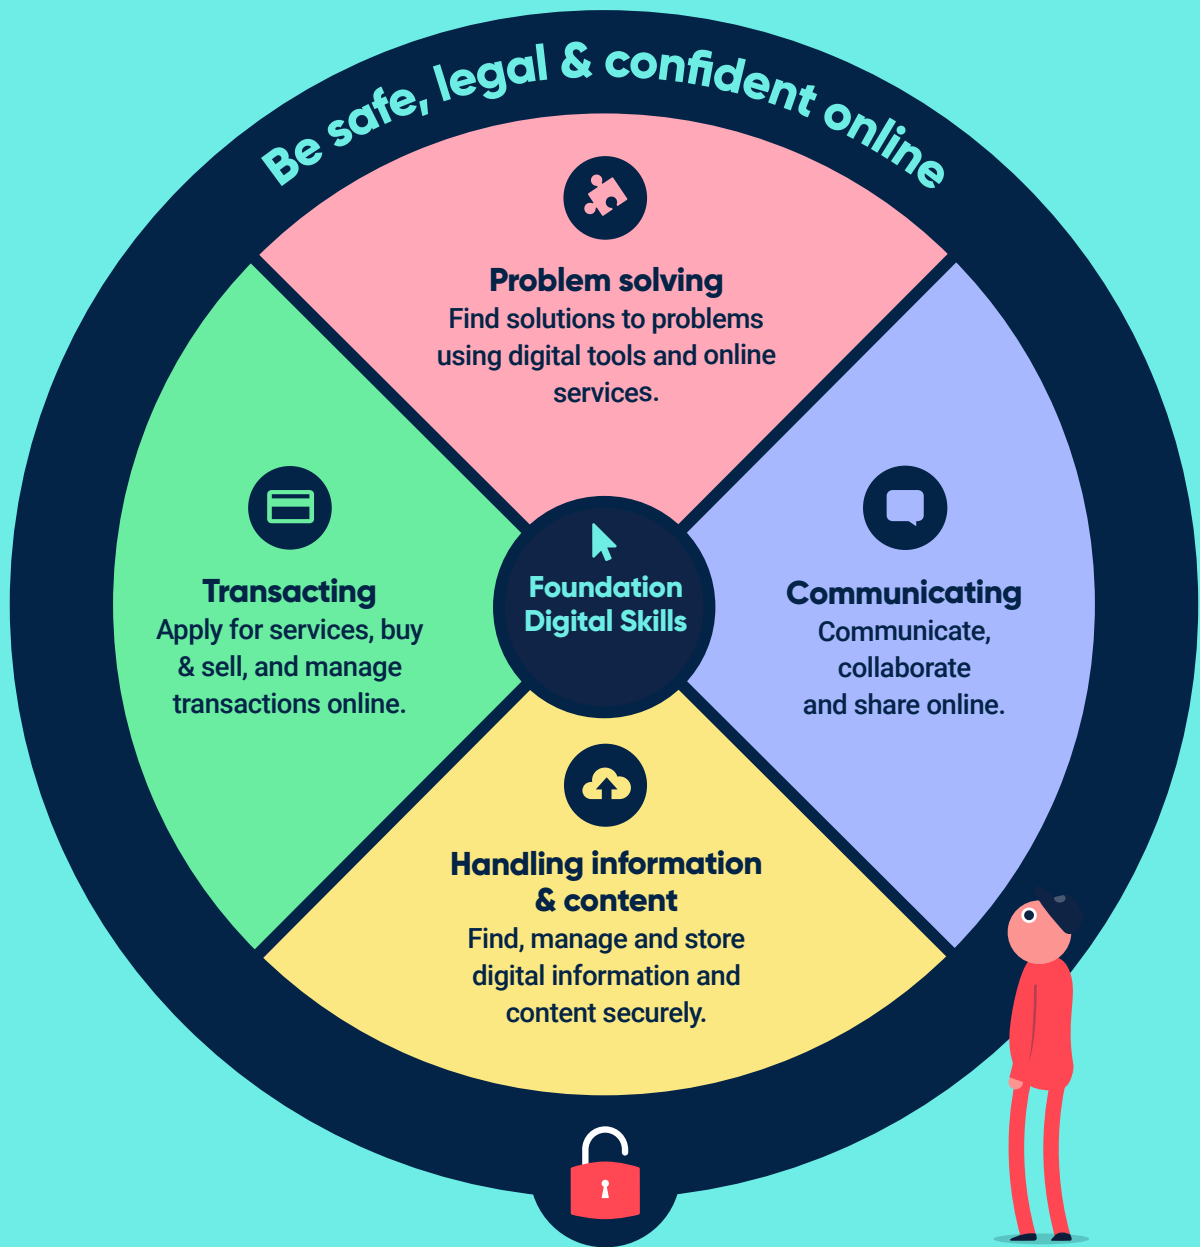 Be safe, legal & confident online
Problem solving
Find solutions to problems
using digital tools and online
services.
Transacting
Apply for services, buy
& sell, and manage
transactions online.
Foundation
Digital Skills
Communicating
Communicate,
collaborate
and share online.
Handling information
& content
Find, manage and store
digital information and
content securely.